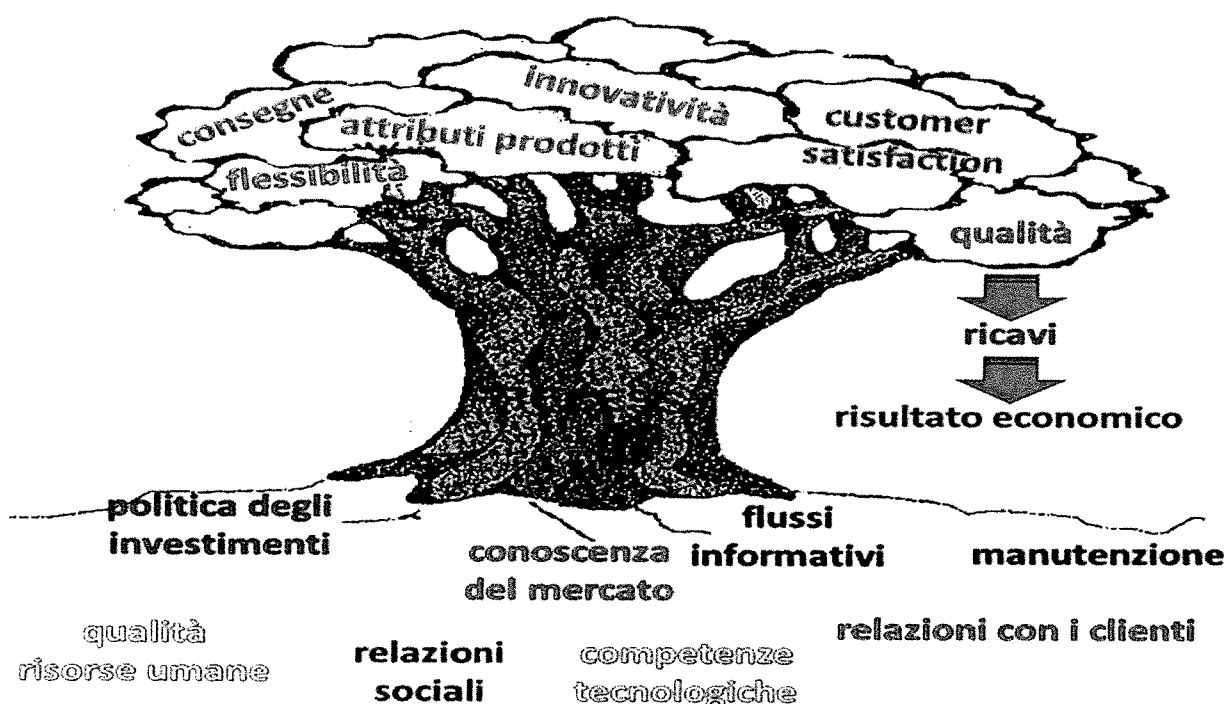 innovatività
consegne
customer
attributi prodotti
satisfaction
flessibilità
qualità
ricavi
risultato economico
politica degli
investimenti
flussi
informativi
conoscenza
del mercato
manutenzione
qualità
risorse umane
relazioni
sociali
competenze
tecnologiche
relazioni con i clienti